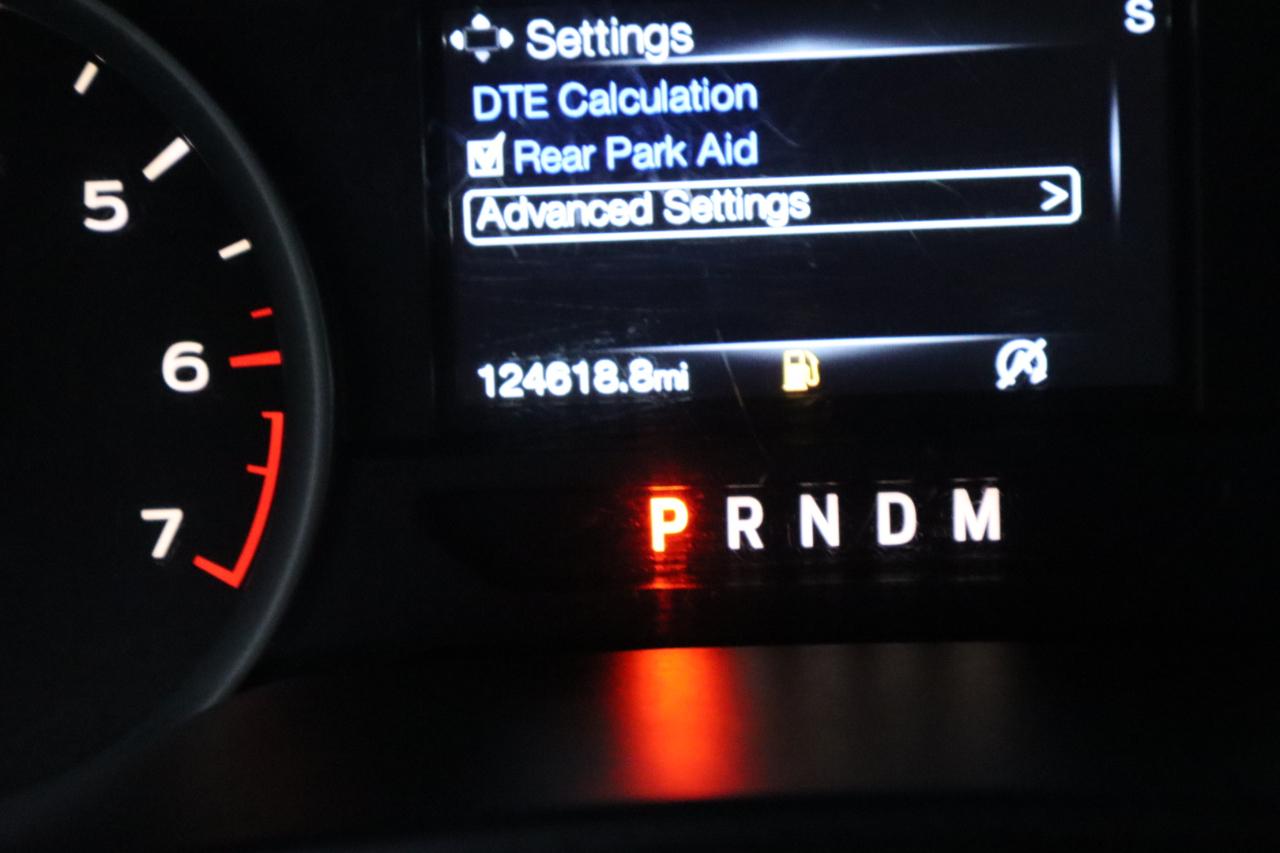 S
Settings
DTE Calculation
Rear Park Aid
Advanced Settings >
124618.8mi
5
6
7
P R N D M